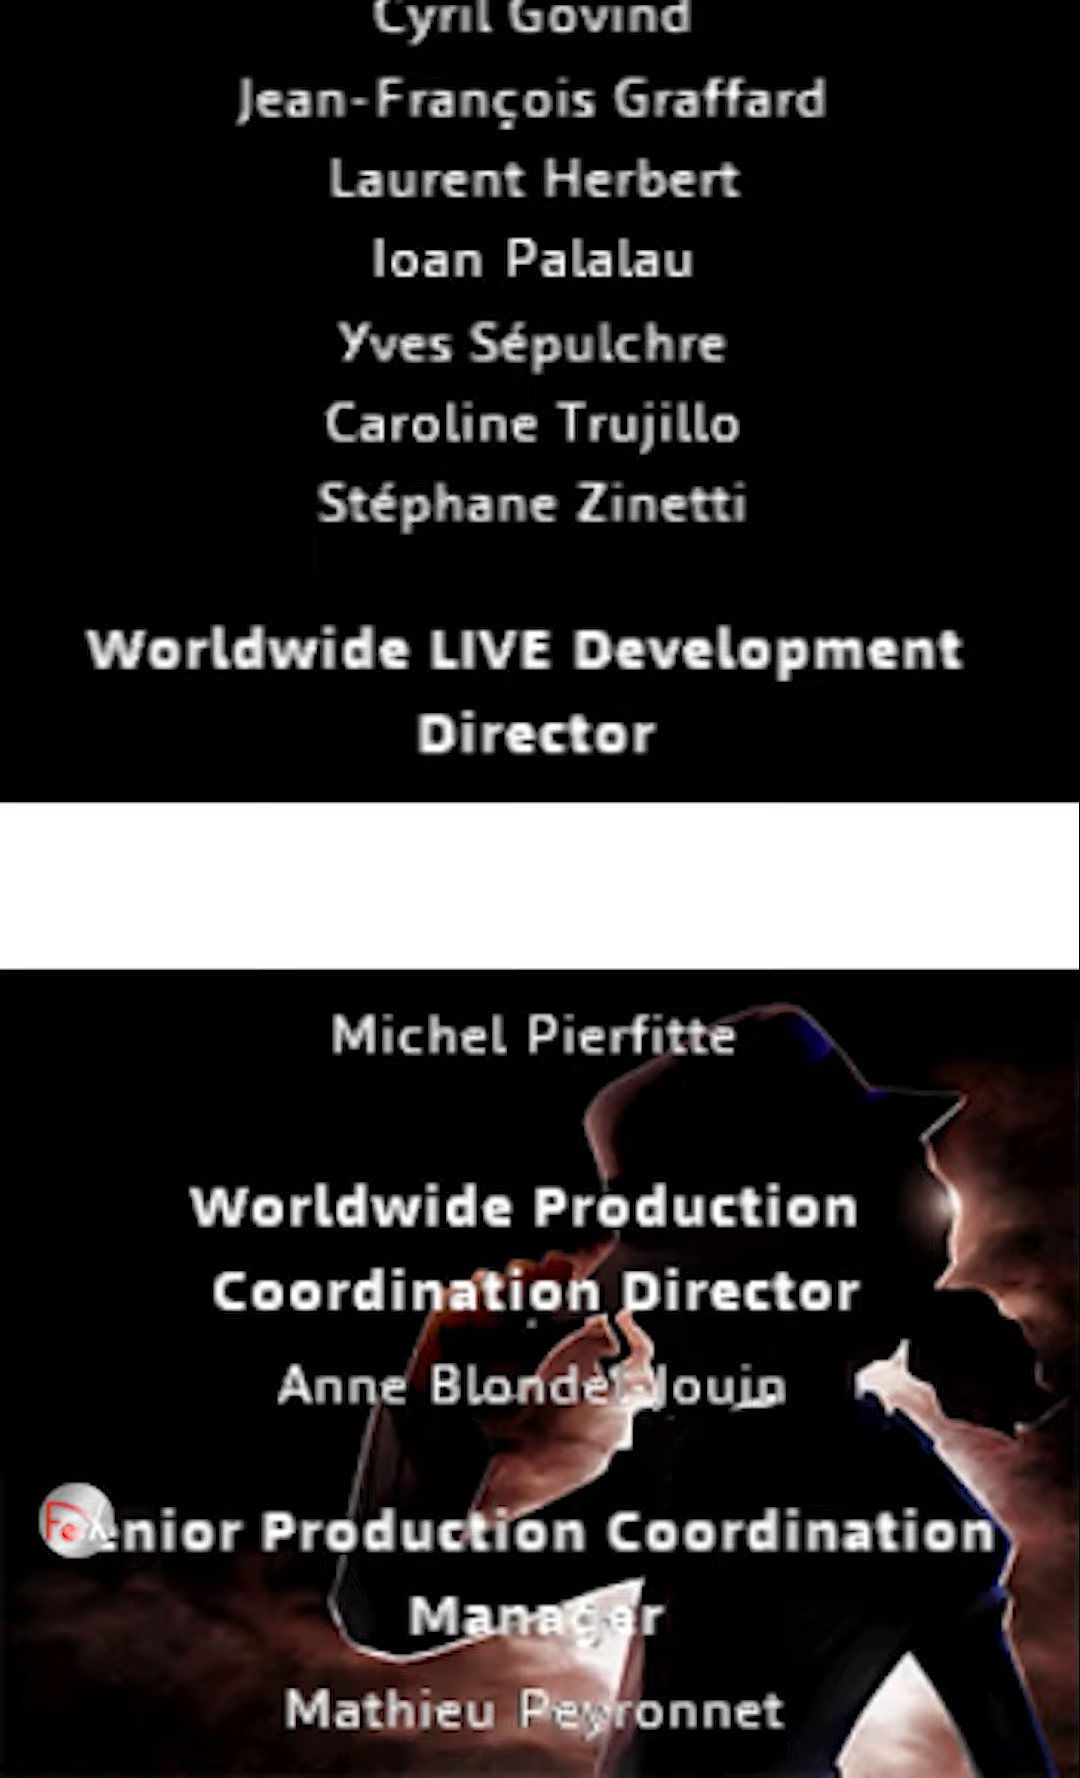 Cyril Govind
Jean-François Graffard
Laurent Herbert
Ioan Palalau
Yves Sépulchre
Caroline Trujillo
Stéphane Zinetti
Worldwide LIVE Development
Director
Michel Pierfitte
Worldwide Production
Coordination Director
Anne Blondel-Jouin
Senior Production Coordination
Manager
Mathieu Peyronnet